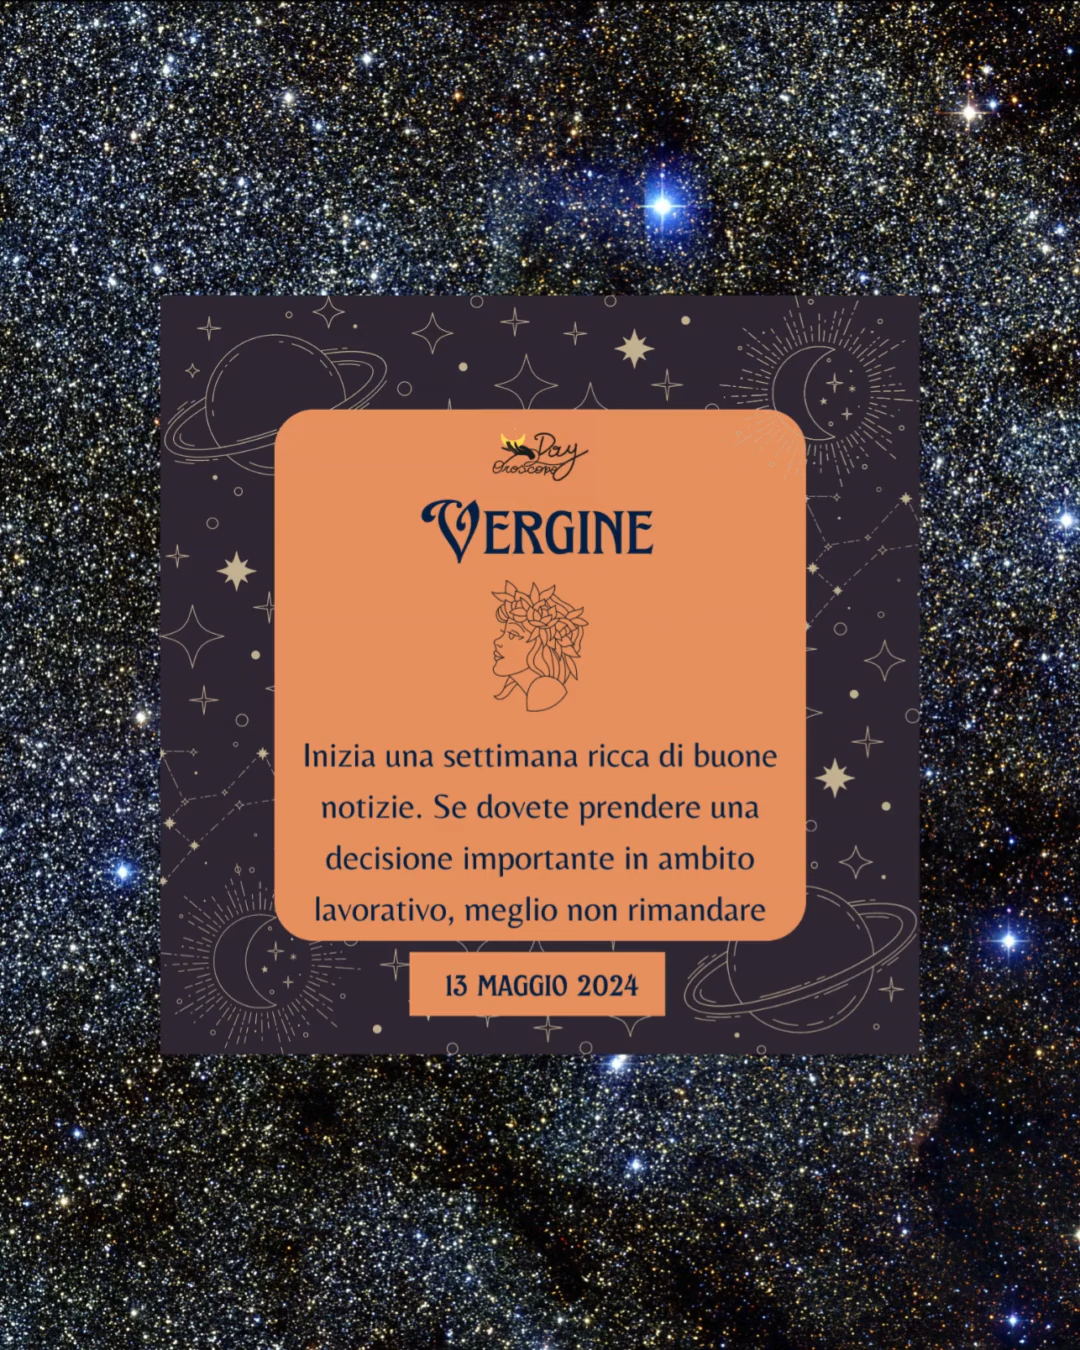 Day
Oroscopo
VERGINE
Inizia una settimana ricca di buone
notizie. Se dovete prendere una
decisione importante in ambito
lavorativo, meglio non rimandare
13 MAGGIO 2024